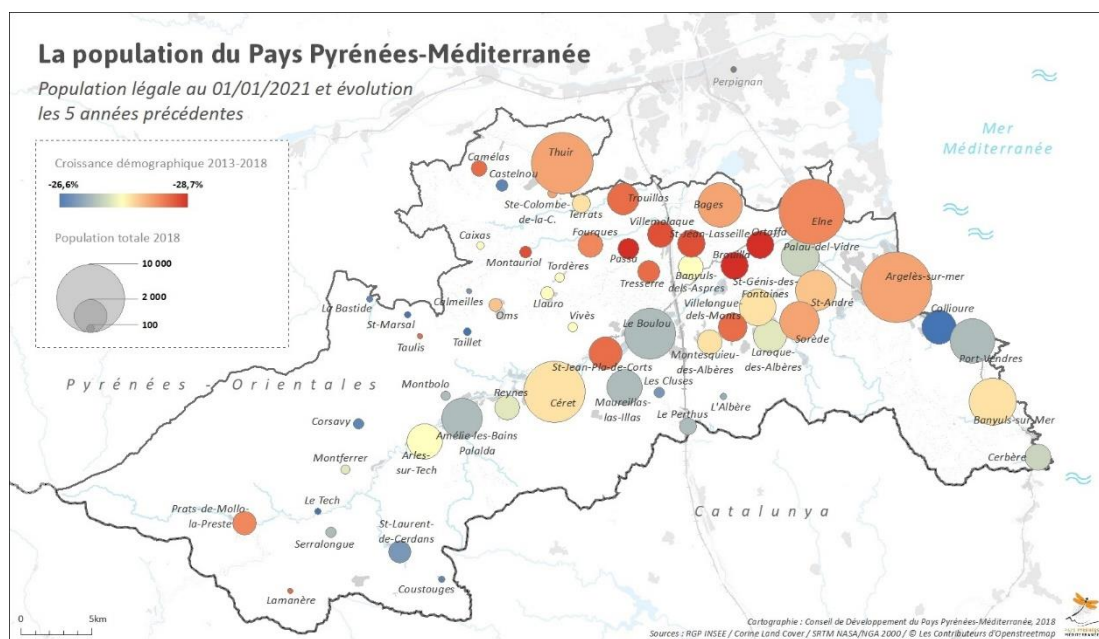 La population du Pays Pyrénées-Méditerranée
Population légale au 01/01/2021 et évolution
les 5 années précédentes
Croissance démographique 2013-2018
-26,6% -28,7%
Population totale 2018
10 000
2 000
100
Perpignan
Mer
Méditerranée
Camélas
Castelnou
Thuir
Ste-Colombe-
de-la-C.
Terrats
Trouillas
Bages
Elne
Caixas
Fourques
Villemolaque
St-Jean-Lasseille
Ortaffa
Palau-del-Vidre
Montauriol
Passa
Brouilla
Tordères
Tresserre
Banyuls-
dels-Aspres
St-Génis-des-
Fontaines
Argelès-sur-mer
Calmeilles
Llauro
Villelongue-
dels-Monts
St-André
Collioure
La Bastide
Oms
St-Marsal
Vivès
Le Boulou
Sorède
Port-Vendres
Taulis
Taillet
St-Jean-Pla-de-Corts
Montesquieu-
des-Albères
Laroque-
des-Albères
Pyrénées - Orientales
Montbolo
Reynes
Céret
Maureillas-
las-Illas
Les Cluses
L'Albère
Le Perthus
Banyuls-sur-Mer
Corsavy
Amélie-les-Bains
Palalda
Arles-
sur-Tech
Cerbère
Montferrer
Prats-de-Mollo-
la-Preste
Le Tech
St-Laurent-
de-Cerdans
Catalunya
Serralongue
Coustouges
Lamanère
0 5km
PAYS PYRÉNÉES
MÉDITERRANÉE
Cartographie : Conseil de Développement du Pays Pyrénées-Méditerranée, 2018
Sources : RGP INSEE / Corine Land Cover / SRTM NASA/NGA 2000 / © Les Contributeurs d'Openstreetmap